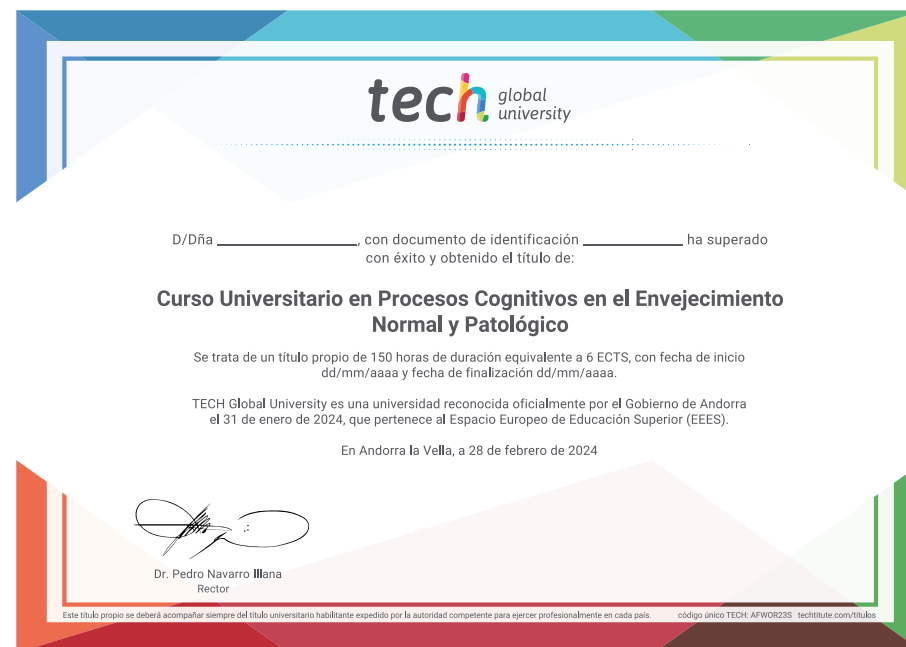 tech global
university
D/Dña ____________, con documento de identificación ____________ ha superado
con éxito y obtenido el título de:
Curso Universitario en Procesos Cognitivos en el Envejecimiento
Normal y Patológico
Se trata de un título propio de 150 horas de duración equivalente a 6 ECTS, con fecha de inicio
dd/mm/aaaa y fecha de finalización dd/mm/aaaa.
TECH Global University es una universidad reconocida oficialmente por el Gobierno de Andorra
el 31 de enero de 2024, que pertenece al Espacio Europeo de Educación Superior (EEES).
En Andorra la Vella, a 28 de febrero de 2024
Dr. Pedro Navarro Illana
Rector
Este título propio se deberá acompañar siempre del título universitario habilitante expedido por la autoridad competente para ejercer profesionalmente en cada país. código único TECH: AFWOR23S techtitute.com/titulos